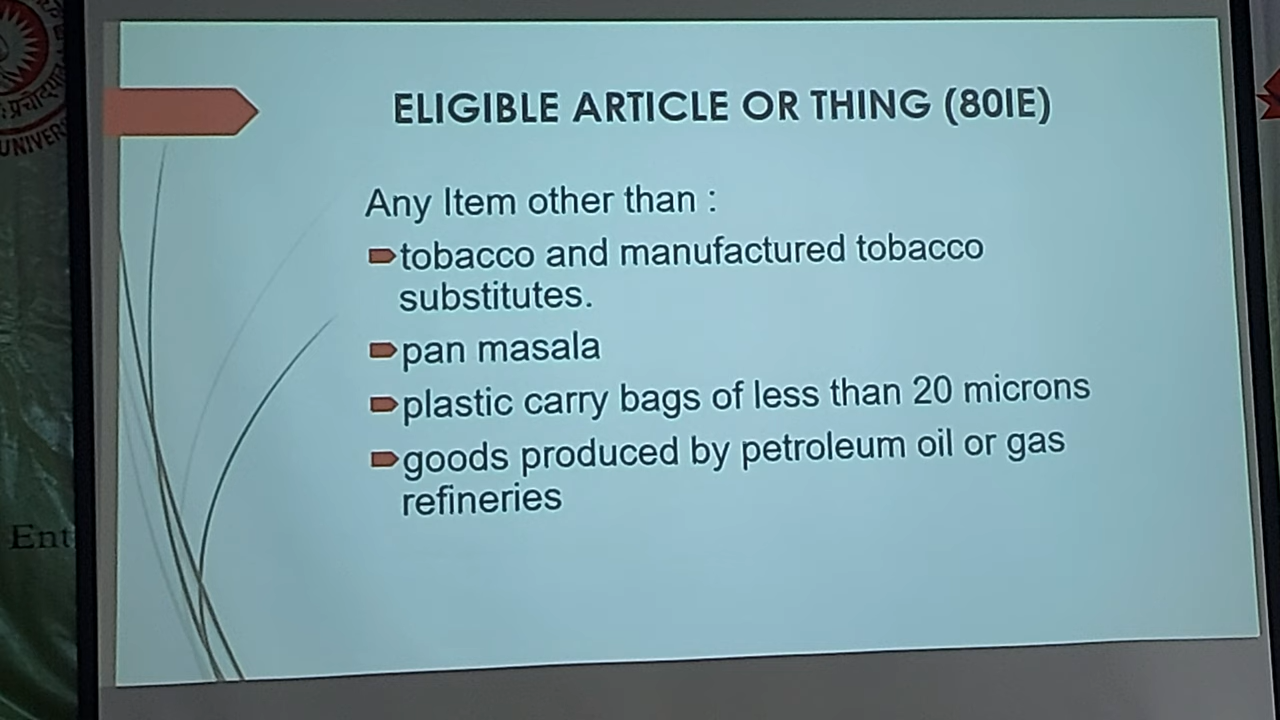 ELIGIBLE ARTICLE OR THING (80IE)
Any Item other than :
tobacco and manufactured tobacco
substitutes.
pan masala
plastic carry bags of less than 20 microns
goods produced by petroleum oil or gas
refineries
Ent